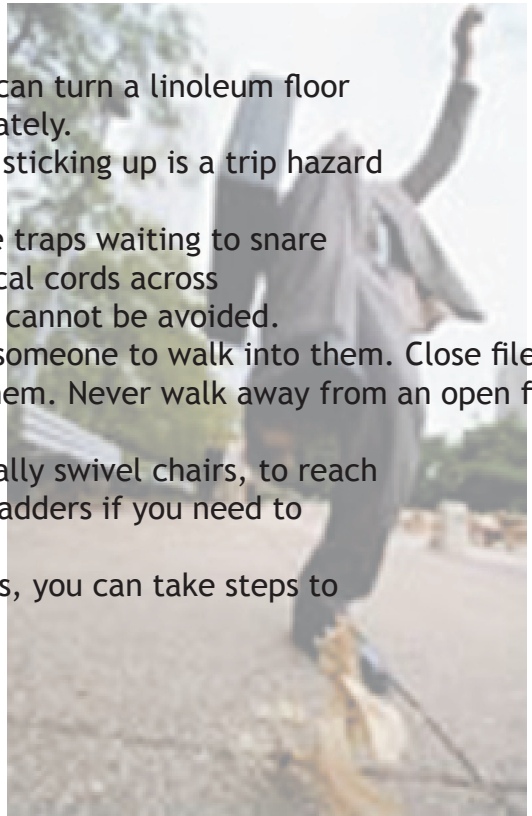 can turn a linoleum floor
ately.
sticking up is a trip hazard
traps waiting to snare
cal cords across
cannot be avoided.
someone to walk into them. Close file
em. Never walk away from an open f
ally swivel chairs, to reach
adders if you need to
s, you can take steps to